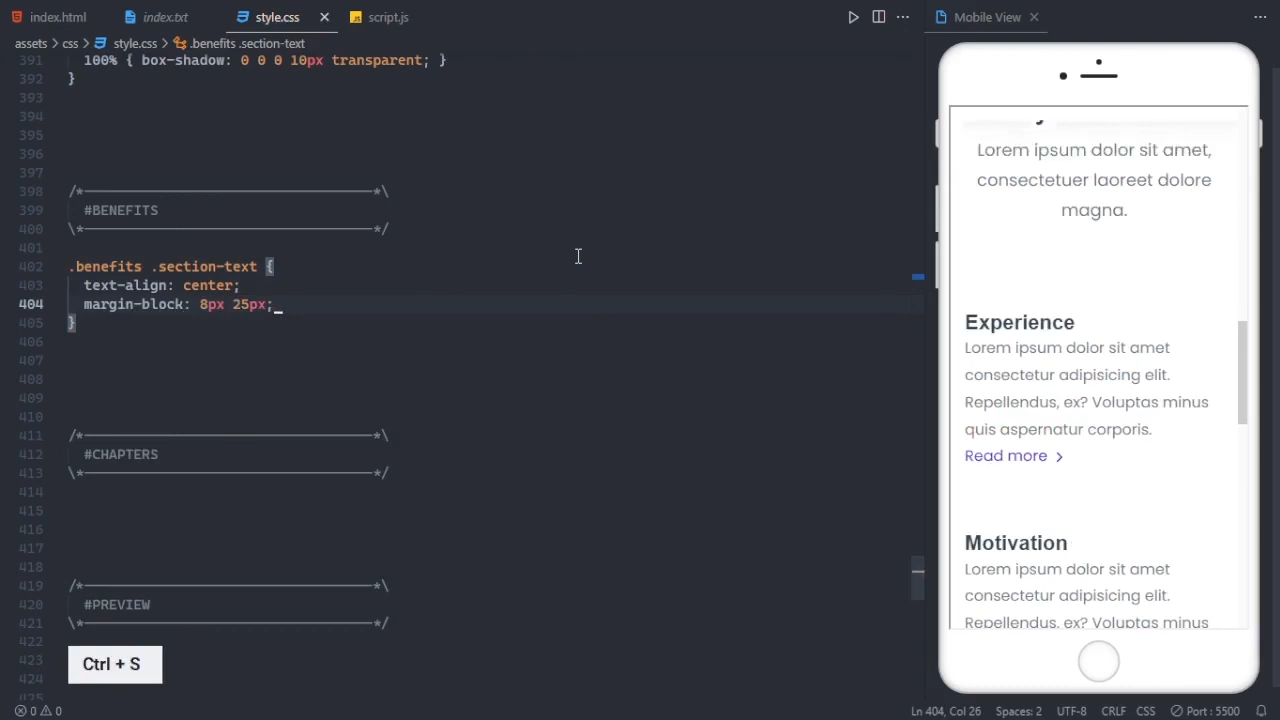 index.html
index.txt
style.css
script.js
Mobile View
assets > css > style.css > .benefits .section-text
391 100% { box-shadow: 0 0 0 10px transparent; }
392 }
393
394
395
396
397
398 /*-----------------------------------*\
399 #BENEFITS
400 \*-----------------------------------*/
401
402 .benefits .section-text {
403 text-align: center;
404 margin-block: 8px 25px;
405 }
406
407
408
409
410
411 /*-----------------------------------*\
412 #CHAPTERS
413 \*-----------------------------------*/
414
415
416
417
418
419 /*-----------------------------------*\
420 #PREVIEW
421 \*-----------------------------------*/
422
423
424
425
Ctrl + S
Lorem ipsum dolor sit amet,
consectetuer laoreet dolore
magna.
Experience
Lorem ipsum dolor sit amet
consectetur adipisicing elit.
Repellendus, ex? Voluptas minus
quis aspernatur corporis.
Read more >
Motivation
Lorem ipsum dolor sit amet
consectetur adipisicing elit.
Repellendus, ex? Voluptas minus
0 0
Ln 404, Col 26 Spaces: 2 UTF-8 CRLF CSS Port : 5500